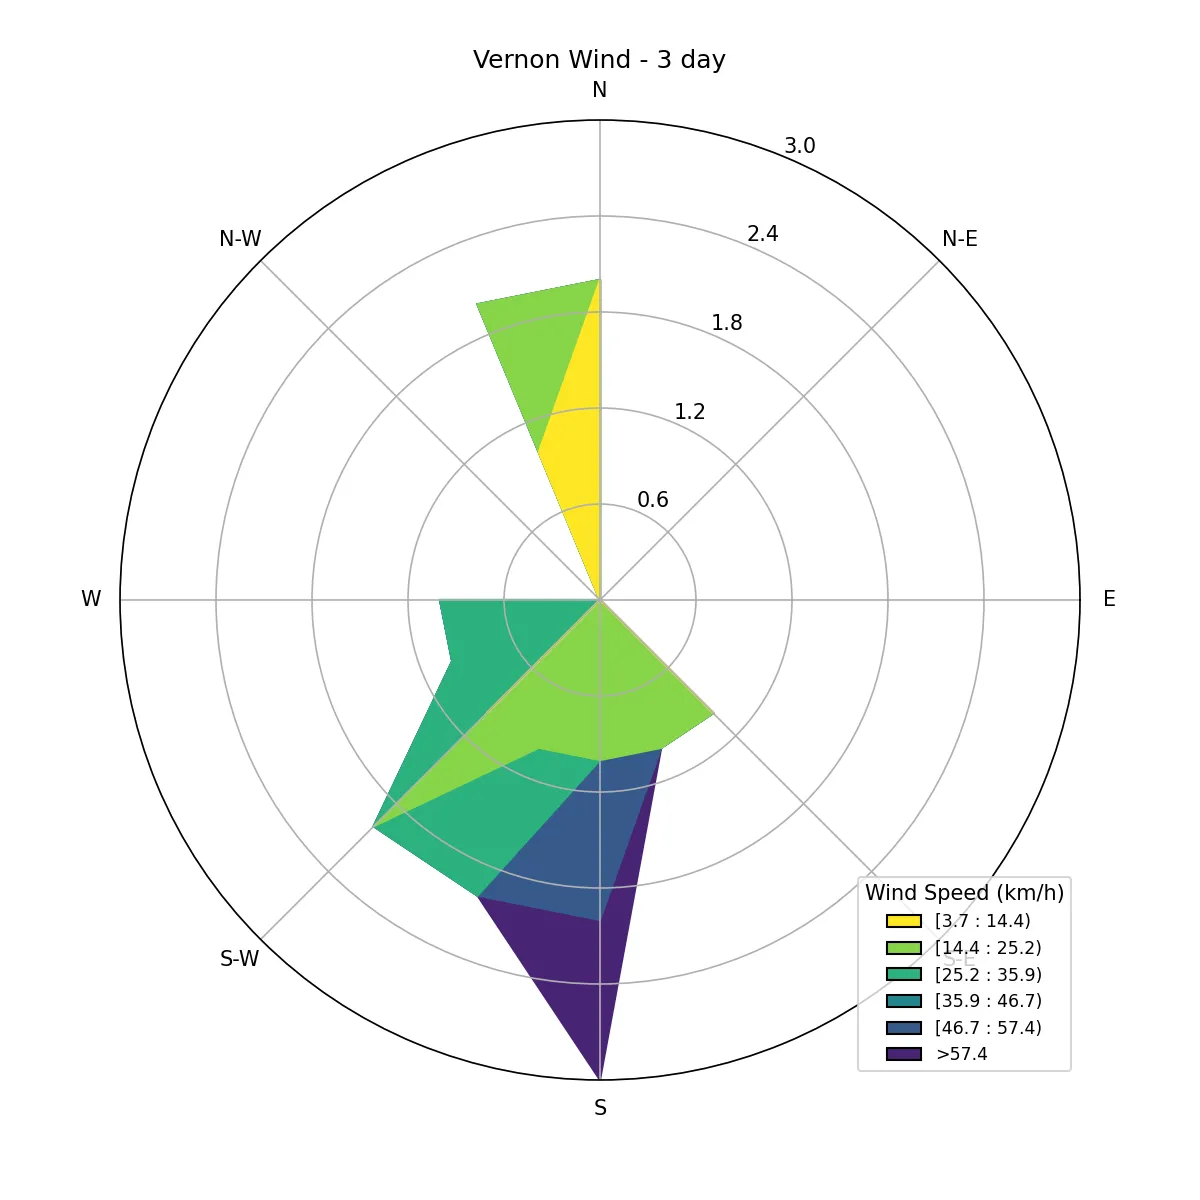 Vernon Wind - 3 day
N
3.0
N-W
2.4
N-E
1.8
1.2
0.6
W
E
S-W
S-E
S
Wind Speed (km/h)
[3.7 : 14.4)
[14.4 : 25.2)
[25.2 : 35.9)
[35.9 : 46.7)
[46.7 : 57.4)
>57.4